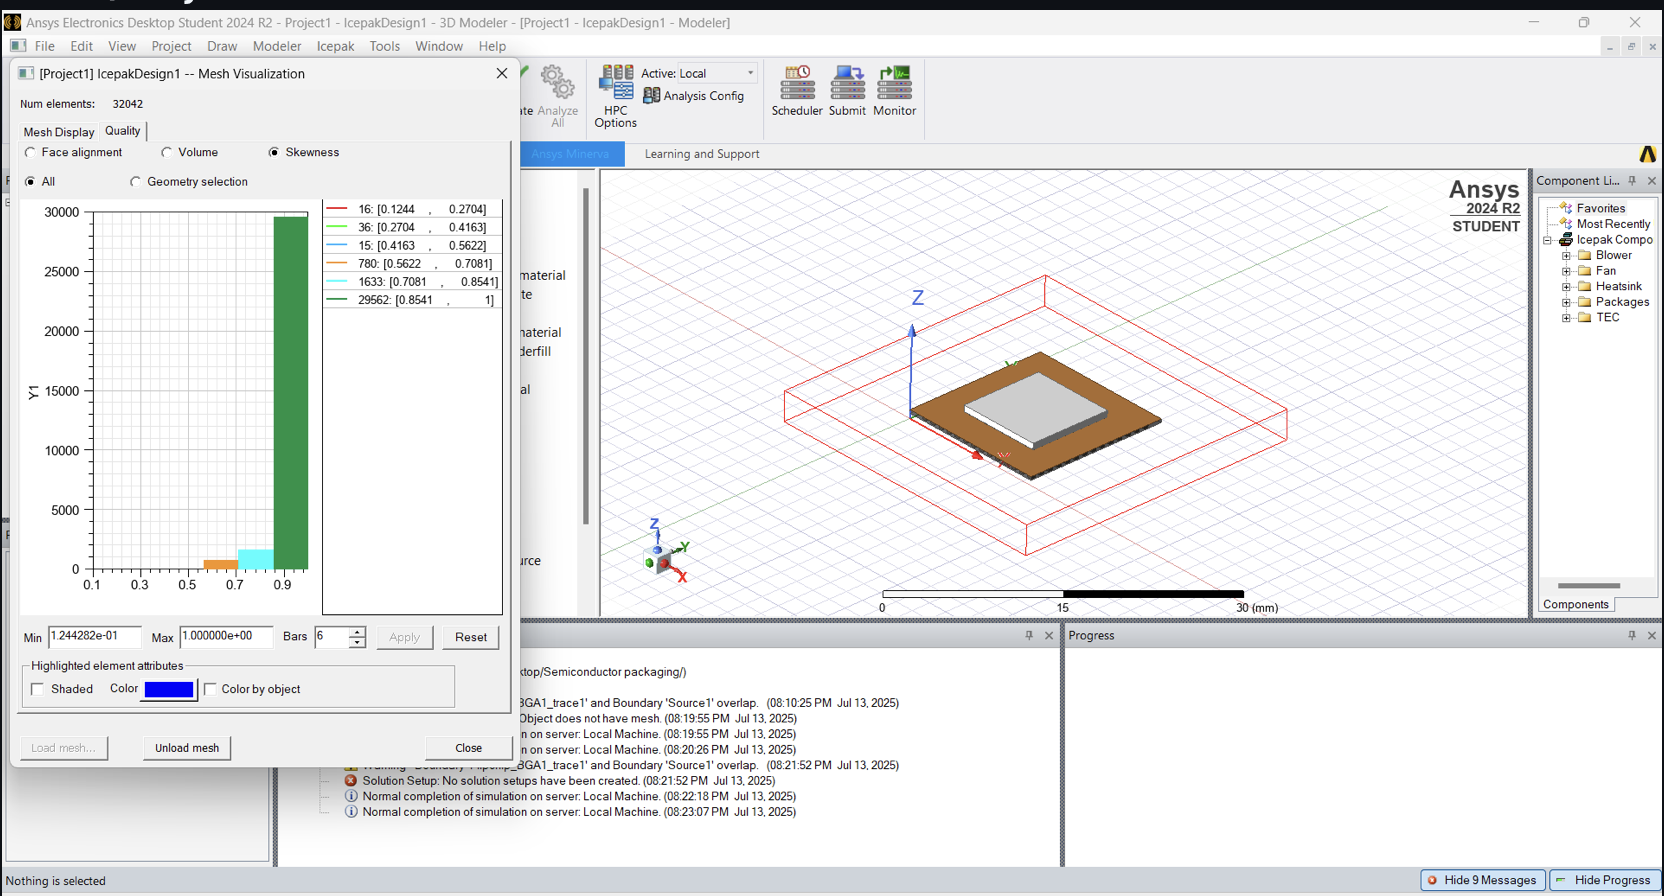 Ansys Electronics Desktop Student 2024 R2 - Project1 - IcepakDesign1 - 3D Modeler - [Project1 - IcepakDesign1 - Modeler]
File Edit View Project Draw Modeler Icepak Tools Window Help
[Project1] IcepakDesign1 -- Mesh Visualization
Num elements: 32042
Mesh Display Quality
Face alignment Volume Skewness
All Geometry selection
30000
25000
20000
15000
10000
5000
0
Y1
0.1 0.3 0.5 0.7 0.9
16: [0.1244 , 0.2704]
36: [0.2704 , 0.4163]
15: [0.4163 , 0.5622]
780: [0.5622 , 0.7081]
1633: [0.7081 , 0.8541]
29562: [0.8541 , 1]
Min 1.244282e-01 Max 1.000000e+00 Bars 6 Apply Reset
Highlighted element attributes
Shaded Color Color by object
Load mesh... Unload mesh Close
ate Analyze All
HPC Options
Active: Local
Analysis Config
Scheduler Submit Monitor
Ansys Minerva Learning and Support
material
te
naterial
derfill
al
urce
Ansys
2024 R2
STUDENT
Z
Z
Y
X
0 15 30 (mm)
Component Li...
Favorites
Most Recently
Icepak Compo
Blower
Fan
Heatsink
Packages
TEC
Components
Progress
ktop/Semiconductor packaging/)
BGA1_trace1' and Boundary 'Source1' overlap. (08:10:25 PM Jul 13, 2025)
Object does not have mesh. (08:19:55 PM Jul 13, 2025)
n on server: Local Machine. (08:19:55 PM Jul 13, 2025)
n on server: Local Machine. (08:20:26 PM Jul 13, 2025)
BGA1_trace1' and Boundary 'Source1' overlap. (08:21:52 PM Jul 13, 2025)
Solution Setup: No solution setups have been created. (08:21:52 PM Jul 13, 2025)
Normal completion of simulation on server: Local Machine. (08:22:18 PM Jul 13, 2025)
Normal completion of simulation on server: Local Machine. (08:23:07 PM Jul 13, 2025)
Nothing is selected
Hide 9 Messages Hide Progress